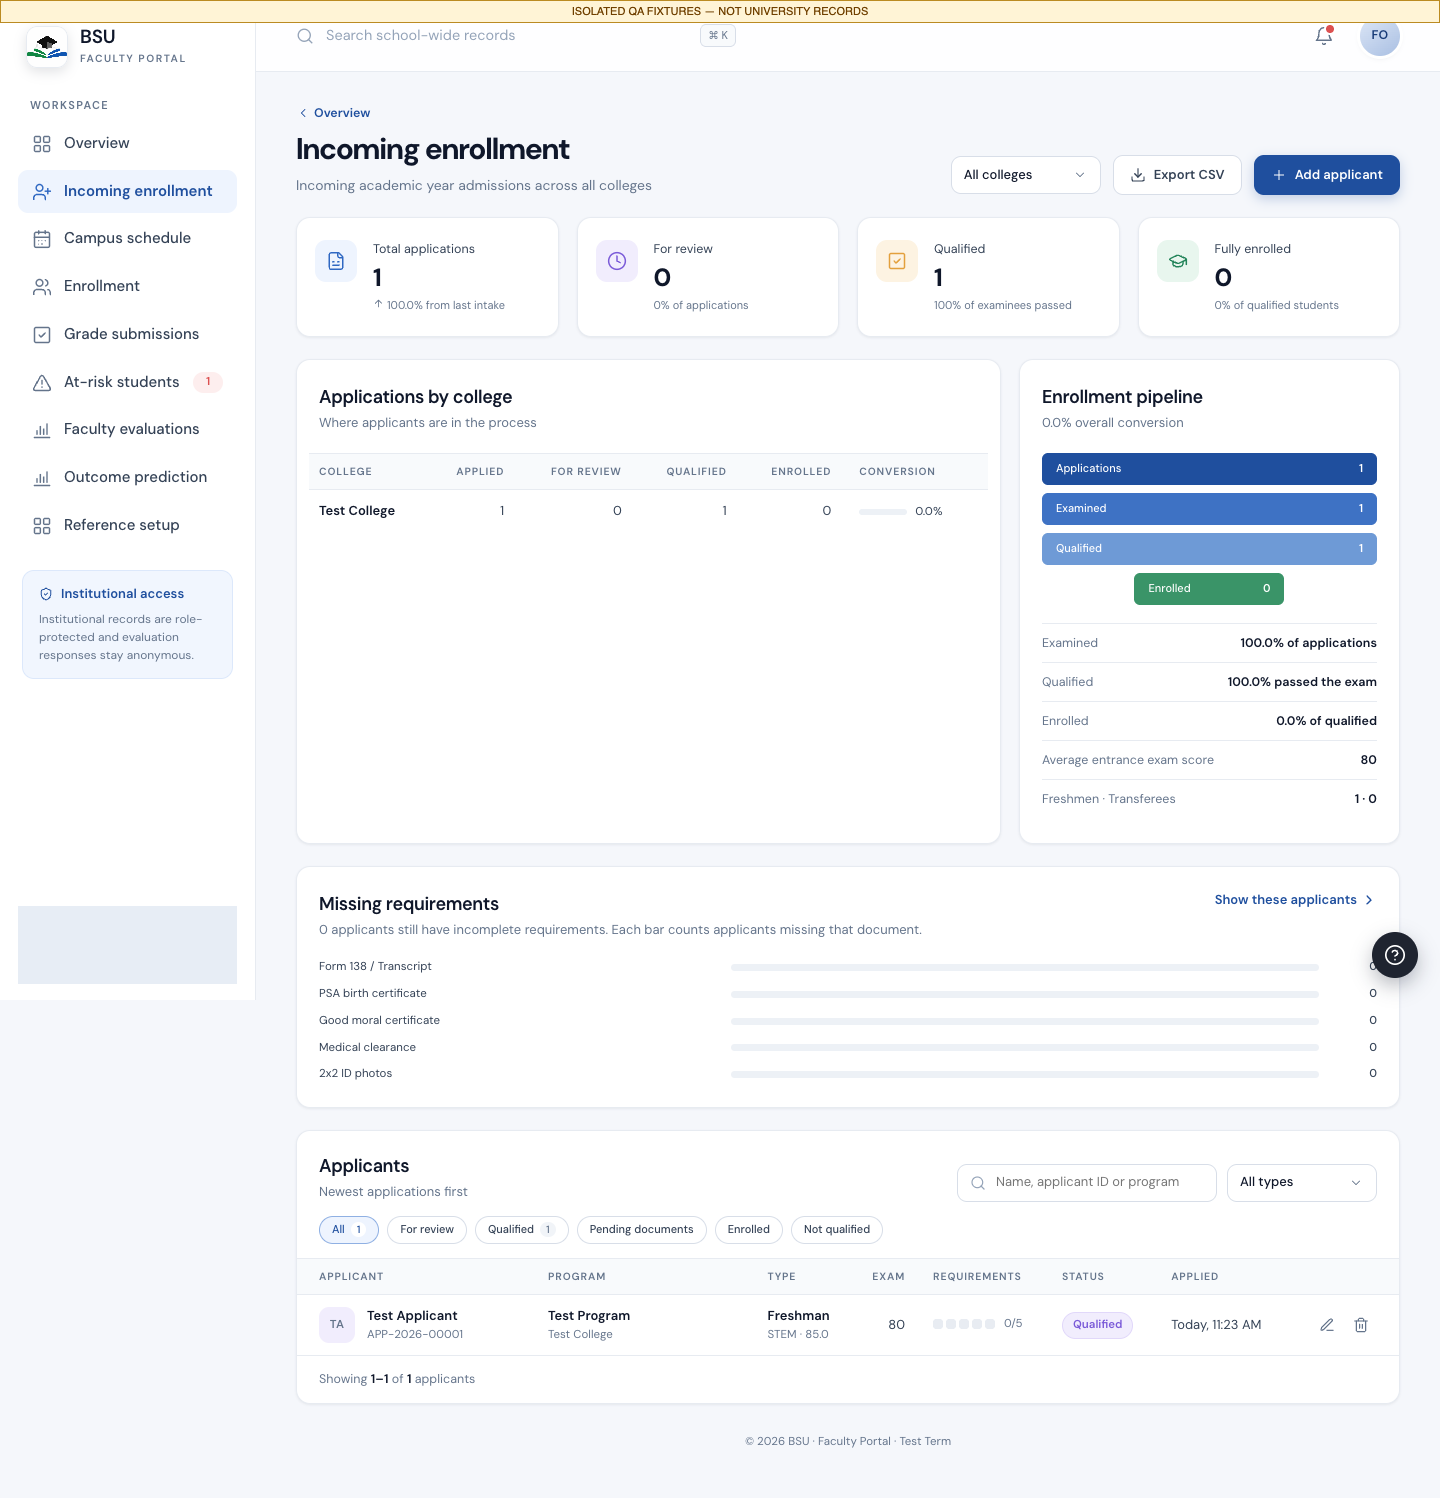 ISOLATED QA FIXTURES — NOT UNIVERSITY RECORDS
BSU
FACULTY PORTAL
Search school-wide records
⌘ K
FO
WORKSPACE
Overview
Incoming enrollment
Campus schedule
Enrollment
Grade submissions
At-risk students 1
Faculty evaluations
Outcome prediction
Reference setup
Institutional access
Institutional records are role-
protected and evaluation
responses stay anonymous.
Overview
Incoming enrollment
Incoming academic year admissions across all colleges
All colleges
Export CSV
Add applicant
Total applications
1
↑ 100.0% from last intake
For review
0
0% of applications
Qualified
1
100% of examinees passed
Fully enrolled
0
0% of qualified students
Applications by college
Where applicants are in the process
COLLEGE APPLIED FOR REVIEW QUALIFIED ENROLLED CONVERSION
Test College 1 0 1 0 0.0%
Enrollment pipeline
0.0% overall conversion
Applications 1
Examined 1
Qualified 1
Enrolled 0
Examined 100.0% of applications
Qualified 100.0% passed the exam
Enrolled 0.0% of qualified
Average entrance exam score 80
Freshmen · Transferees 1 · 0
Missing requirements
Show these applicants
0 applicants still have incomplete requirements. Each bar counts applicants missing that document.
Form 138 / Transcript 0
PSA birth certificate 0
Good moral certificate 0
Medical clearance 0
2x2 ID photos 0
Applicants
Newest applications first
Name, applicant ID or program
All types
All 1
For review
Qualified 1
Pending documents
Enrolled
Not qualified
APPLICANT PROGRAM TYPE EXAM REQUIREMENTS STATUS APPLIED
TA Test Applicant Test Program Freshman 80 0/5 Qualified Today, 11:23 AM
APP-2026-00001 Test College STEM · 85.0
Showing 1–1 of 1 applicants
© 2026 BSU · Faculty Portal · Test Term